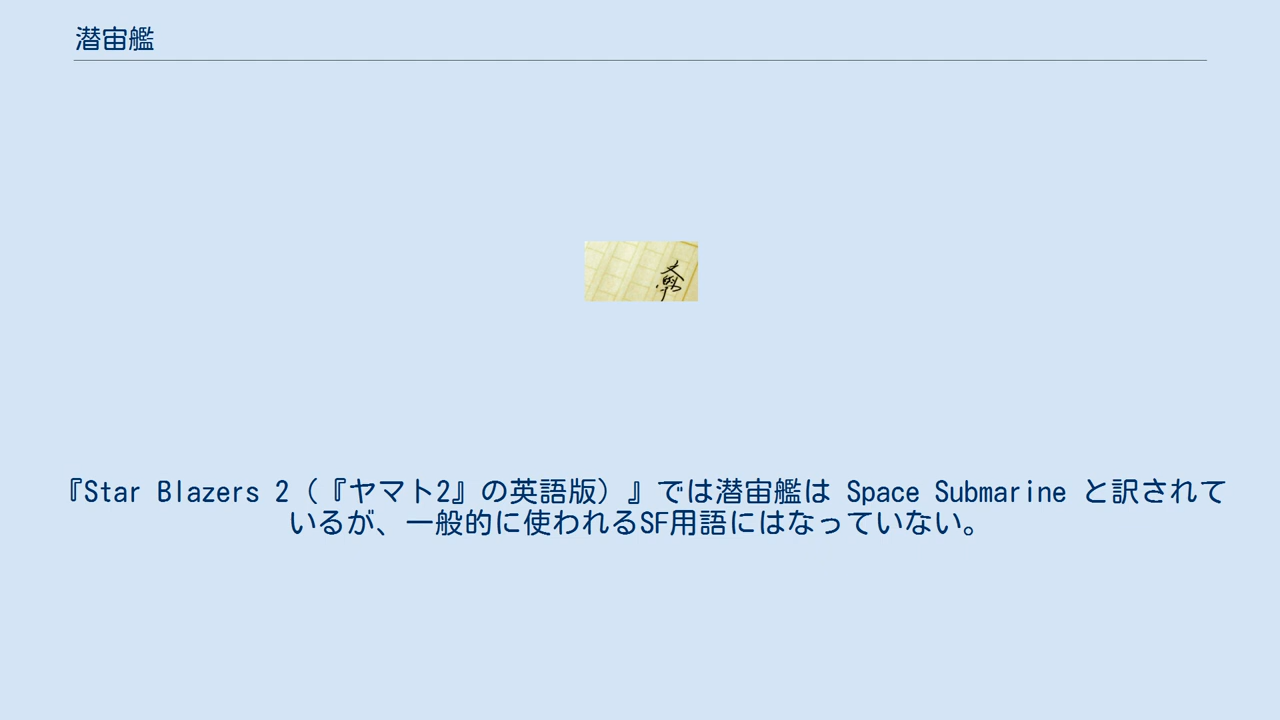 潜宙艦
『Star Blazers 2（『ヤマト2』の英語版）』では潜宙艦は Space Submarine と訳されて
いるが、一般的に使われるSF用語にはなっていない。